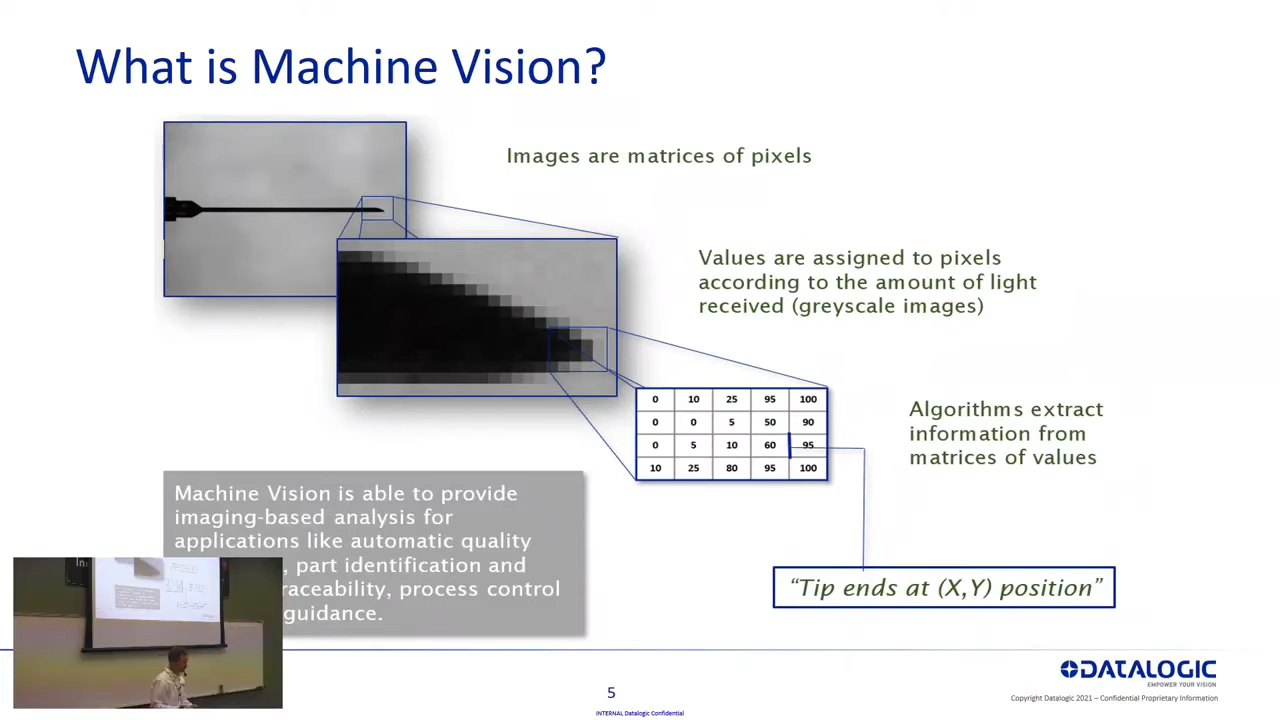 What is Machine Vision?
Images are matrices of pixels
Values are assigned to pixels
according to the amount of light
received (greyscale images)
0 10 25 95 100
0 0 5 50 90
0 5 10 60 95
10 25 80 95 100
Algorithms extract
information from
matrices of values
Machine Vision is able to provide
imaging-based analysis for
applications like automatic quality
, part identification and
raceability, process control
guidance.
“Tip ends at (X,Y) position”
DATALOGIC
EMPOWER YOUR VISION
5
Copyright Datalogic 2021 – Confidential Proprietary Information
INTERNAL Datalogic Confidential